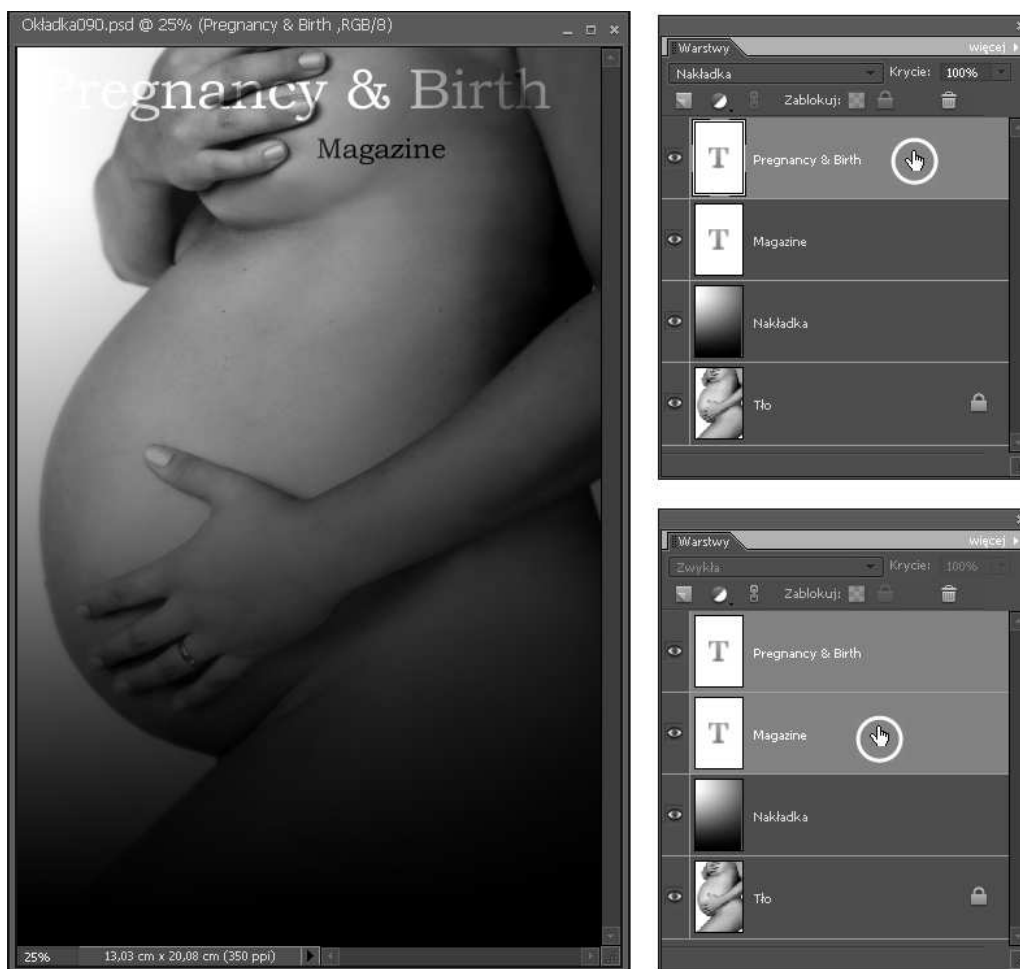 Okładka090.psd @ 25% (Pregnancy & Birth ,RGB/8)
Pregnancy & Birth
Magazine
25%
13,03 cm x 20,08 cm (350 ppi)
Warstwy
więcej
Nakładka
Krycie: 100%
Zablokuj:
T Pregnancy & Birth
T Magazine
Nakładka
Tło
Warstwy
więcej
Zwykła
Krycie: 100%
Zablokuj:
T Pregnancy & Birth
T Magazine
Nakładka
Tło